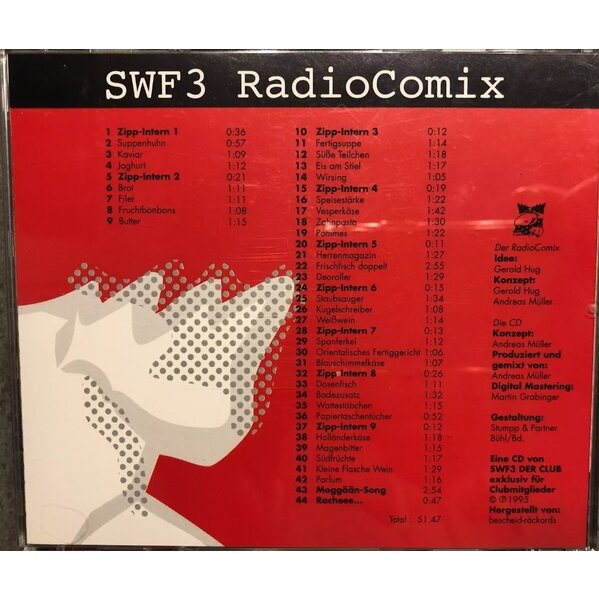 SWF3 RadioComix
1 Zipp-Intern 1 0:36
2 Suppenhuhn 0:57
3 Kaviar 1:09
4 Joghurt 1:12
5 Zipp-Intern 2 0:21
6 Brot 1:11
7 Filet 1:11
8 Fruchtbonbons 1:08
9 Butter 1:15
10 Zipp-Intern 3 0:12
11 Fertigsuppe 1:14
12 Süße Teilchen 1:18
13 Eis am Stiel 1:17
14 Wirsing 1:05
15 Zipp-Intern 4 0:19
16 Speisestärke 1:22
17 Vesperkäse 1:42
18 Zahnpasta 1:30
19 Pommes 1:22
20 Zipp-Intern 5 0:11
21 Herrenmagazin 1:27
22 Frischfisch doppelt 2:55
23 Deoroller 1:29
24 Zipp-Intern 6 0:15
25 Staubsauger 1:34
26 Kugelschreiber 1:08
27 Weißwein 1:14
28 Zipp-Intern 7 0:13
29 Spanferkel 1:12
30 Orientalisches Fertiggericht 1:06
31 Blauschimmelkäse 1:07
32 Zipp-Intern 8 0:26
33 Dosenfisch 1:11
34 Badezusatz 1:32
35 Wattestäbchen 1:15
36 Papiertaschentücher 1:52
37 Zipp-Intern 9 0:12
38 Holländerkäse 1:18
39 Magenbitter 1:15
40 Südfrüchte 1:17
41 Kleine Flasche Wein 1:29
42 Parfum 1:16
43 Moggään-Song 2:54
44 Racheee... 0:47
Total : 51:47
Der RadioComix
Idee:
Gerold Hug
Konzept:
Gerold Hug
Andreas Müller
Die CD
Konzept:
Andreas Müller
Produziert und
gemixt von:
Andreas Müller
Digital Mastering:
Martin Grabinger
Gestaltung:
Stumpp & Partner
Bühl/Bd.
Eine CD von
SWF3 DER CLUB
exklusiv für
Clubmitglieder
© ℗ 1995
Hergestellt von:
bescheid-räckords